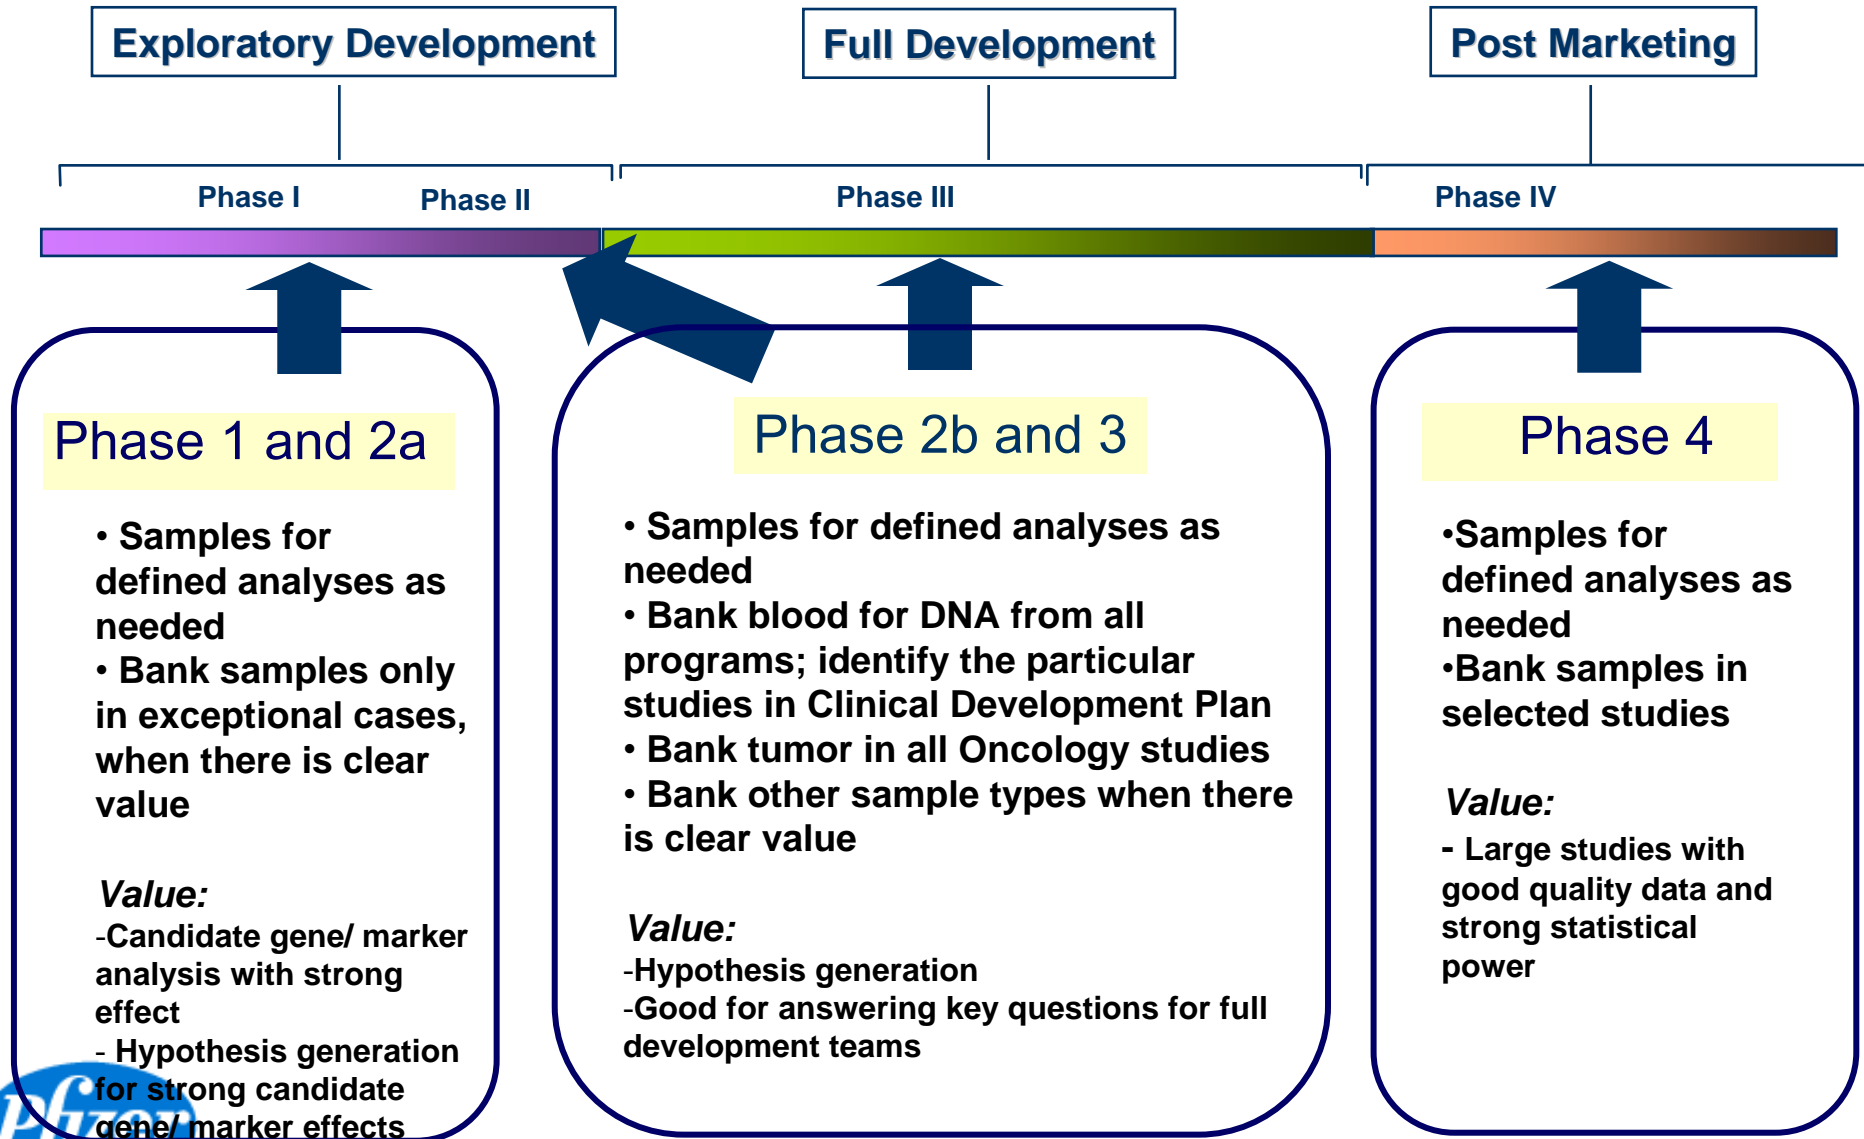 Exploratory Development
Full Development
Post Marketing
Phase I
Phase II
Phase III
Phase IV
Phase 1 and 2a
• Samples for
defined analyses as
needed
• Bank samples only
in exceptional cases,
when there is clear
value
Value:
-Candidate gene/ marker
analysis with strong
effect
- Hypothesis generation
for strong candidate
gene/ marker effects
Phase 2b and 3
• Samples for defined analyses as
needed
• Bank blood for DNA from all
programs; identify the particular
studies in Clinical Development Plan
• Bank tumor in all Oncology studies
• Bank other sample types when there
is clear value
Value:
-Hypothesis generation
-Good for answering key questions for full
development teams
Phase 4
•Samples for
defined analyses as
needed
•Bank samples in
selected studies
Value:
- Large studies with
good quality data and
strong statistical
power
Pfizer